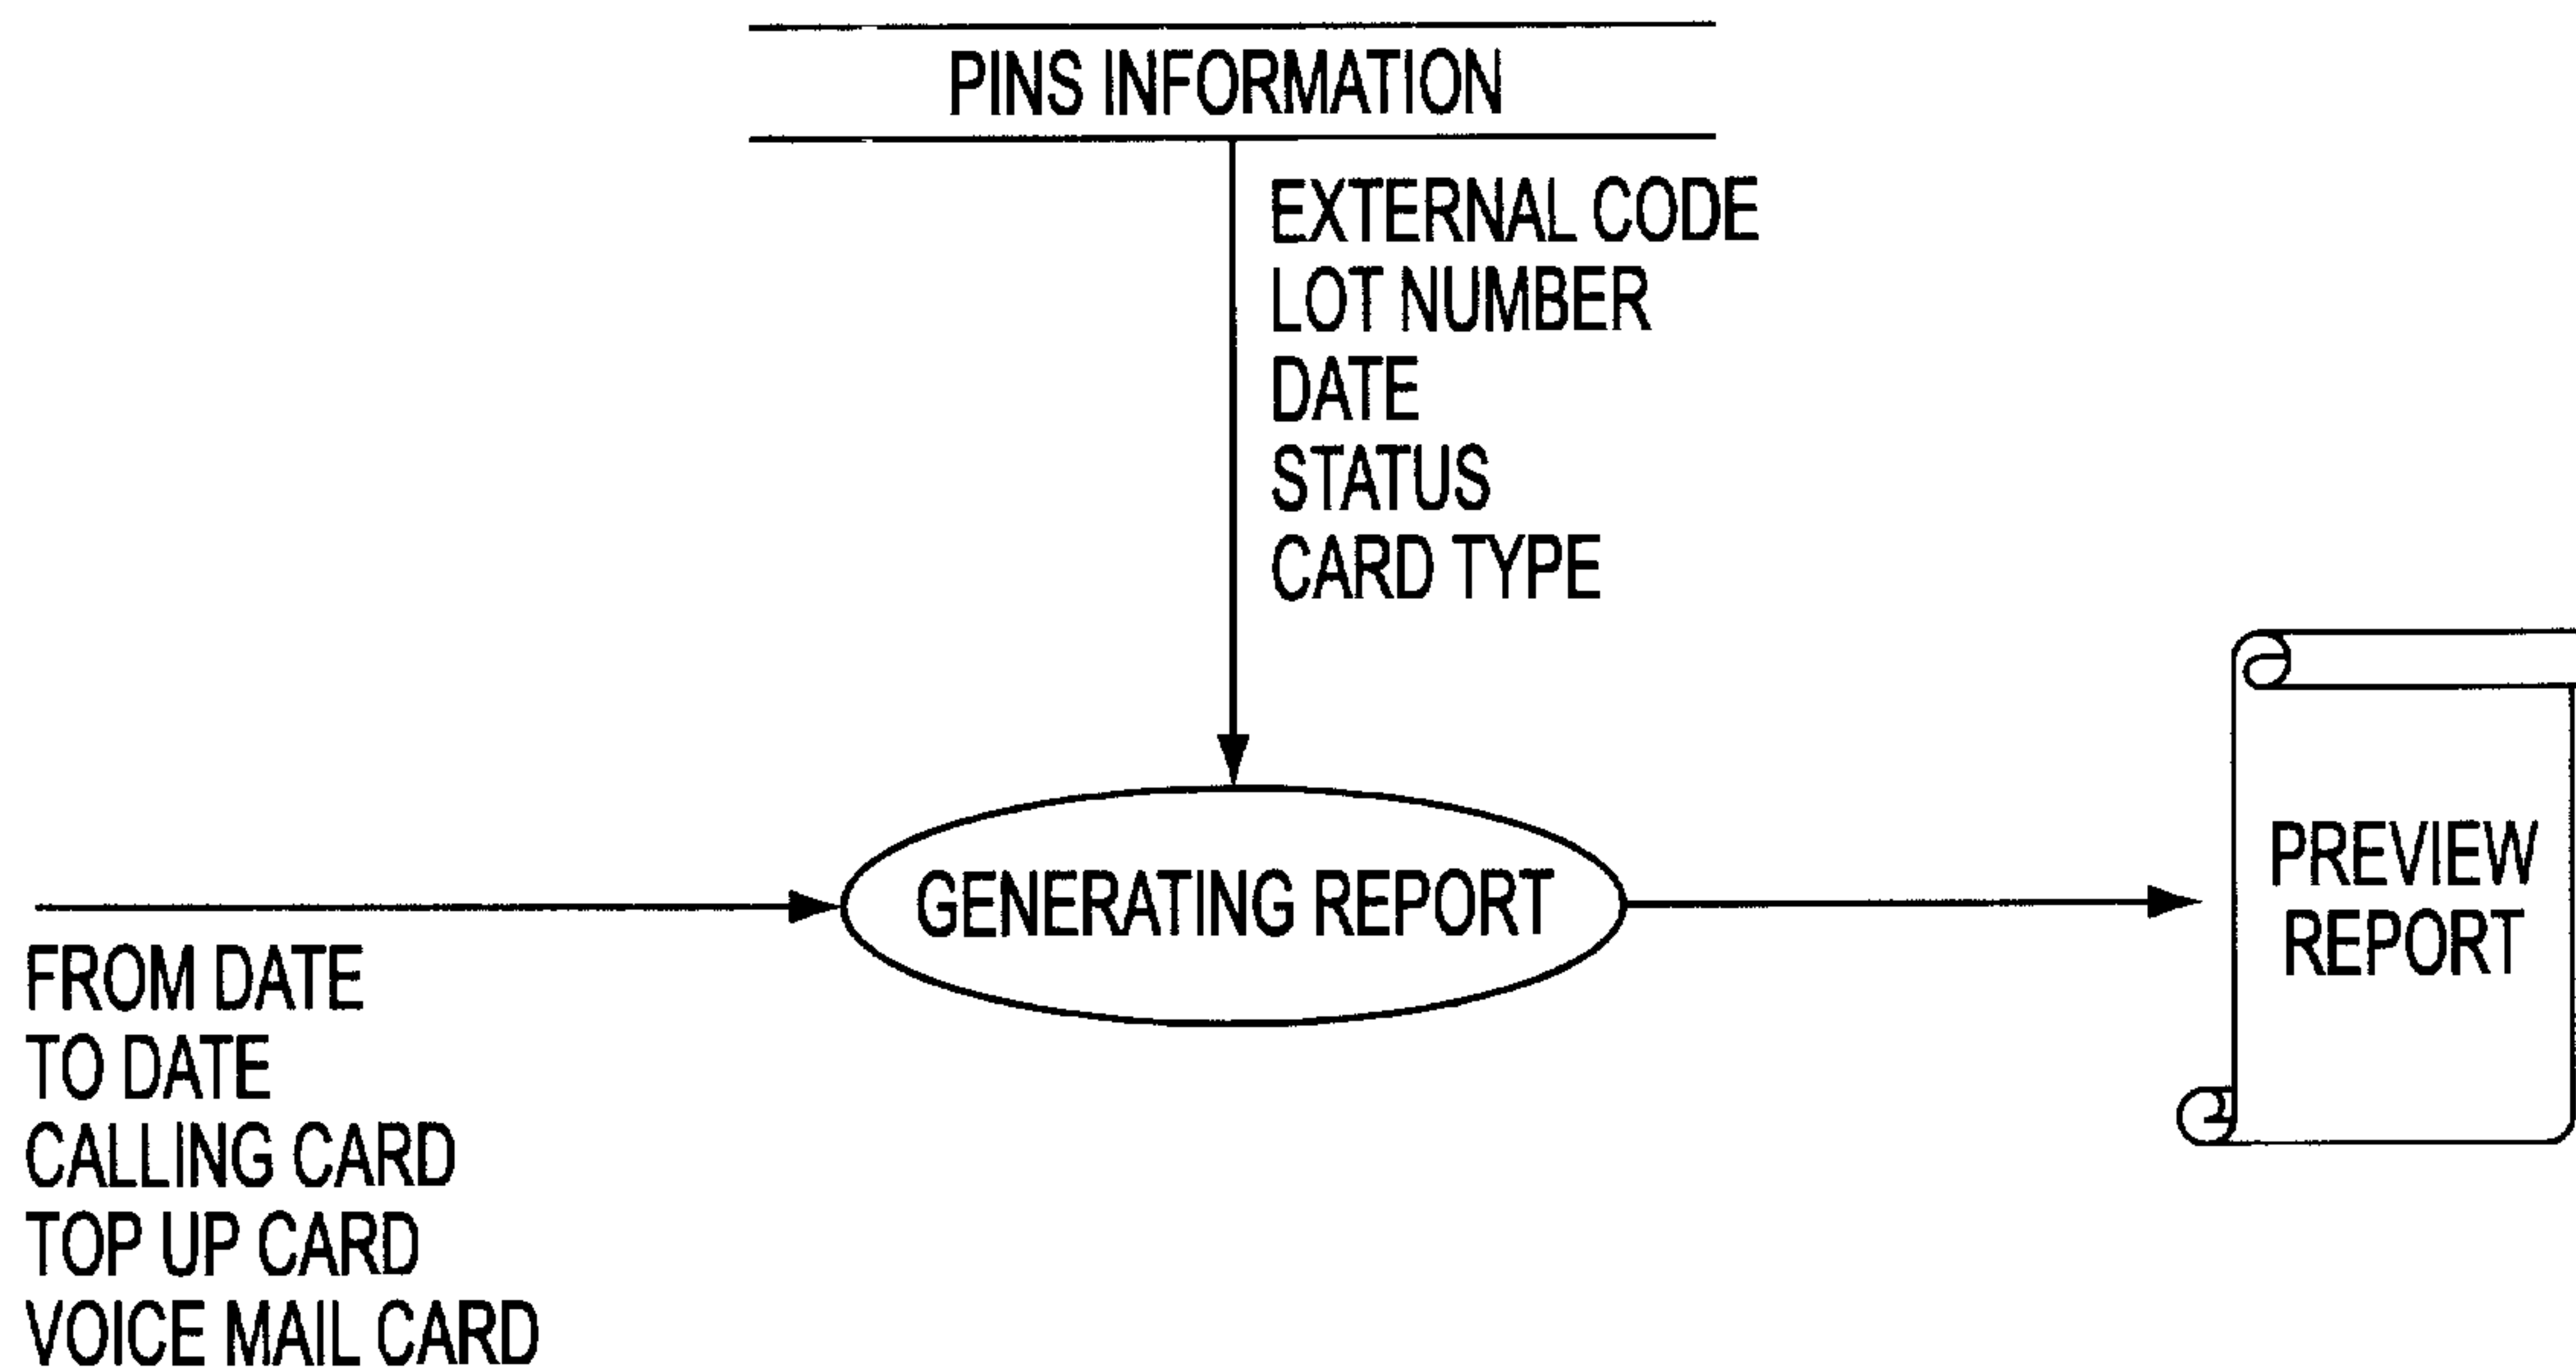 PINS INFORMATION
EXTERNAL CODE
LOT NUMBER
DATE
STATUS
CARD TYPE
GENERATING REPORT
PREVIEW
REPORT
FROM DATE
TO DATE
CALLING CARD
TOP UP CARD
VOICE MAIL CARD